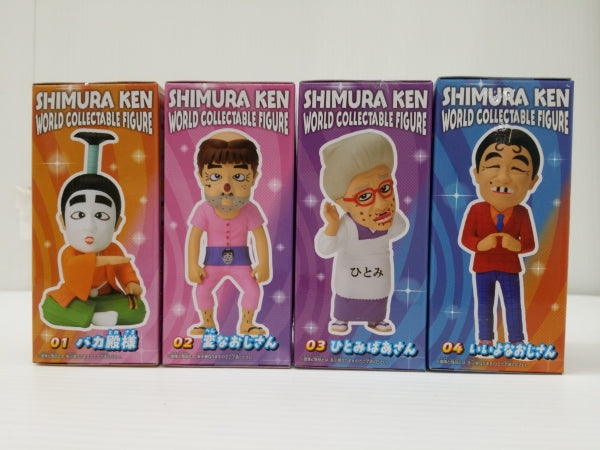 SHIMURA KEN
WORLD COLLECTABLE FIGURE
01 バカ殿様
SHIMURA KEN
WORLD COLLECTABLE FIGURE
02 変なおじさん
SHIMURA KEN
WORLD COLLECTABLE FIGURE
ひとみ
03 ひとみばあさん
SHIMURA KEN
WORLD COLLECTABLE FIGURE
04 いいよなおじさん